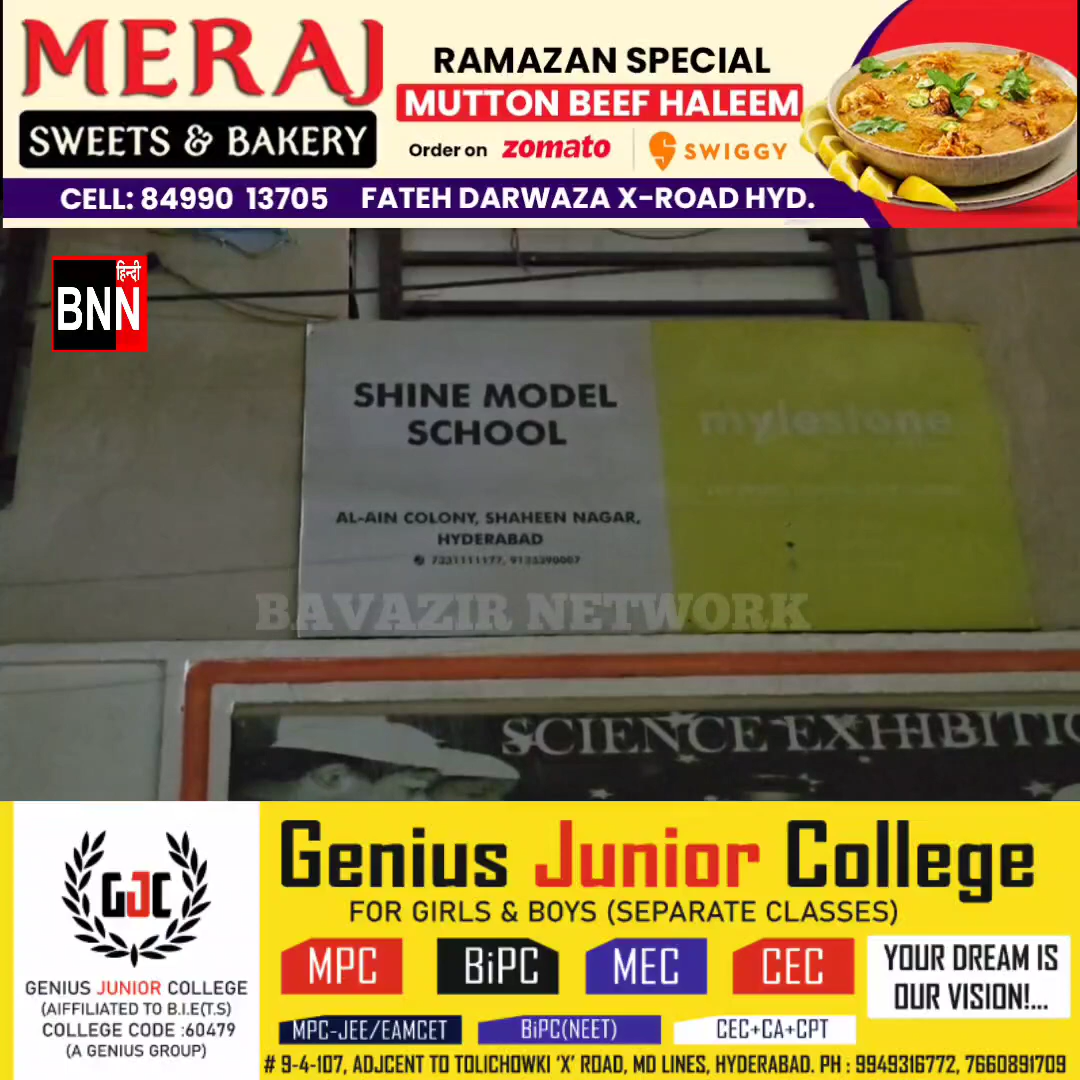 MERAJ
SWEETS & BAKERY
RAMAZAN SPECIAL
MUTTON BEEF HALEEM
Order on zomato SWIGGY
CELL: 84990 13705 FATEH DARWAZA X-ROAD HYD.
हिन्दी
BNN
SHINE MODEL
SCHOOL
mylestone
AL-AIN COLONY, SHAHEEN NAGAR,
HYDERABAD
BAVAZIR NETWORK
SCIENCE EXHIBITIO
GJC
GENIUS JUNIOR COLLEGE
(AIFFILIATED TO B.I.E(T.S)
COLLEGE CODE :60479
(A GENIUS GROUP)
Genius Junior College
FOR GIRLS & BOYS (SEPARATE CLASSES)
MPC BiPC MEC CEC
YOUR DREAM IS
OUR VISION!...
MPC-JEE/EAMCET BiPC(NEET) CEC+CA+CPT
# 9-4-107, ADJCENT TO TOLICHOWKI 'X' ROAD, MD LINES, HYDERABAD. PH : 9949316772, 7660891709